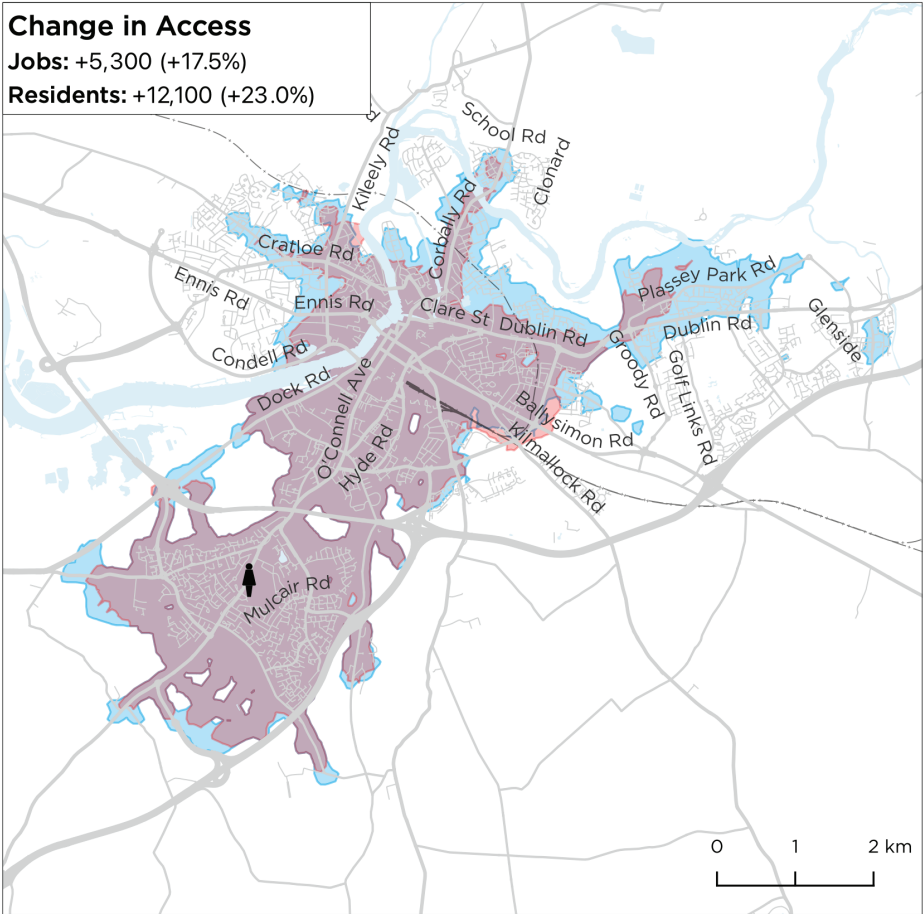 Change in Access
Jobs: +5,300 (+17.5%)
Residents: +12,100 (+23.0%)
School Rd
Kileely Rd
Clonard
Corbally Rd
Cratloe Rd
Ennis Rd
Plassey Park Rd
Ennis Rd
Clare St
Dublin Rd
Dublin Rd
Glenside
Condell Rd
Groody Rd
Golf Links Rd
Dock Rd
O'Connell Ave
Hyde Rd
Ballysimon Rd
Kilmallock Rd
Mulcair Rd
0 1 2 km